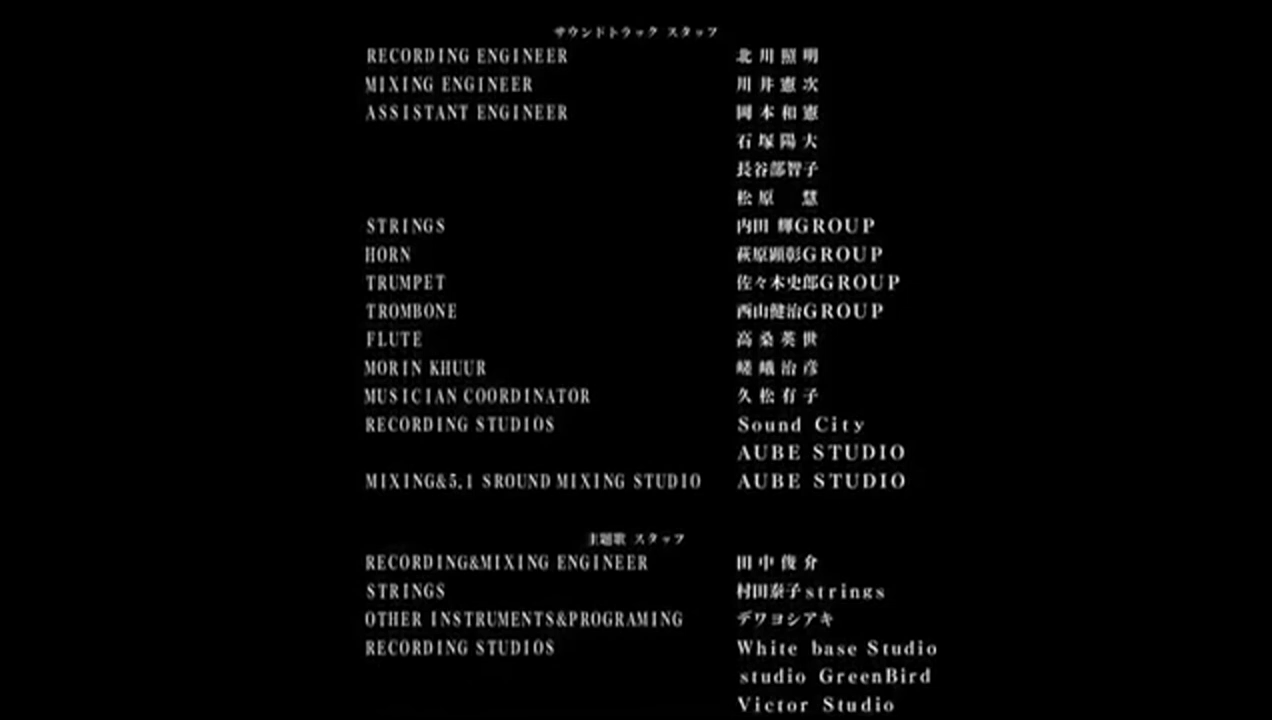 サウンドトラック スタッフ
RECORDING ENGINEER 北川照明
MIXING ENGINEER 川井憲次
ASSISTANT ENGINEER 岡本和憲
石塚陽大
長谷部智子
松原 慧
STRINGS 内田 輝GROUP
HORN 萩原顕彰GROUP
TRUMPET 佐々木史郎GROUP
TROMBONE 西山健治GROUP
FLUTE 高桑英世
MORIN KHUUR 嵯峨治彦
MUSICIAN COORDINATOR 久松有子
RECORDING STUDIOS Sound City
AUBE STUDIO
MIXING&5.1 SROUND MIXING STUDIO AUBE STUDIO
主題歌 スタッフ
RECORDING&MIXING ENGINEER 田中俊介
STRINGS 村田泰子strings
OTHER INSTRUMENTS&PROGRAMING デワヨシアキ
RECORDING STUDIOS White base Studio
studio GreenBird
Victor Studio